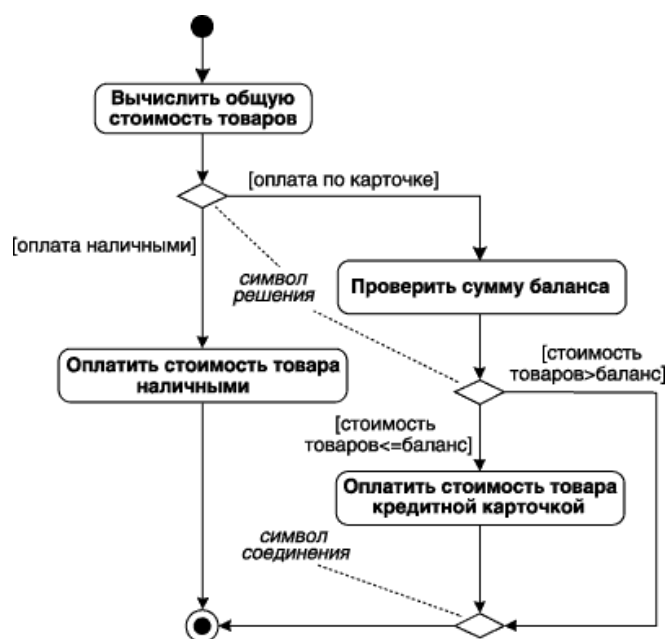 Вычислить общую
стоимость товаров
[оплата по карточке]
[оплата наличными]
символ
решения
Проверить сумму баланса
Оплатить стоимость товара
наличными
[стоимость
товаров>баланс]
[стоимость
товаров<=баланс]
Оплатить стоимость товара
кредитной карточкой
символ
соединения